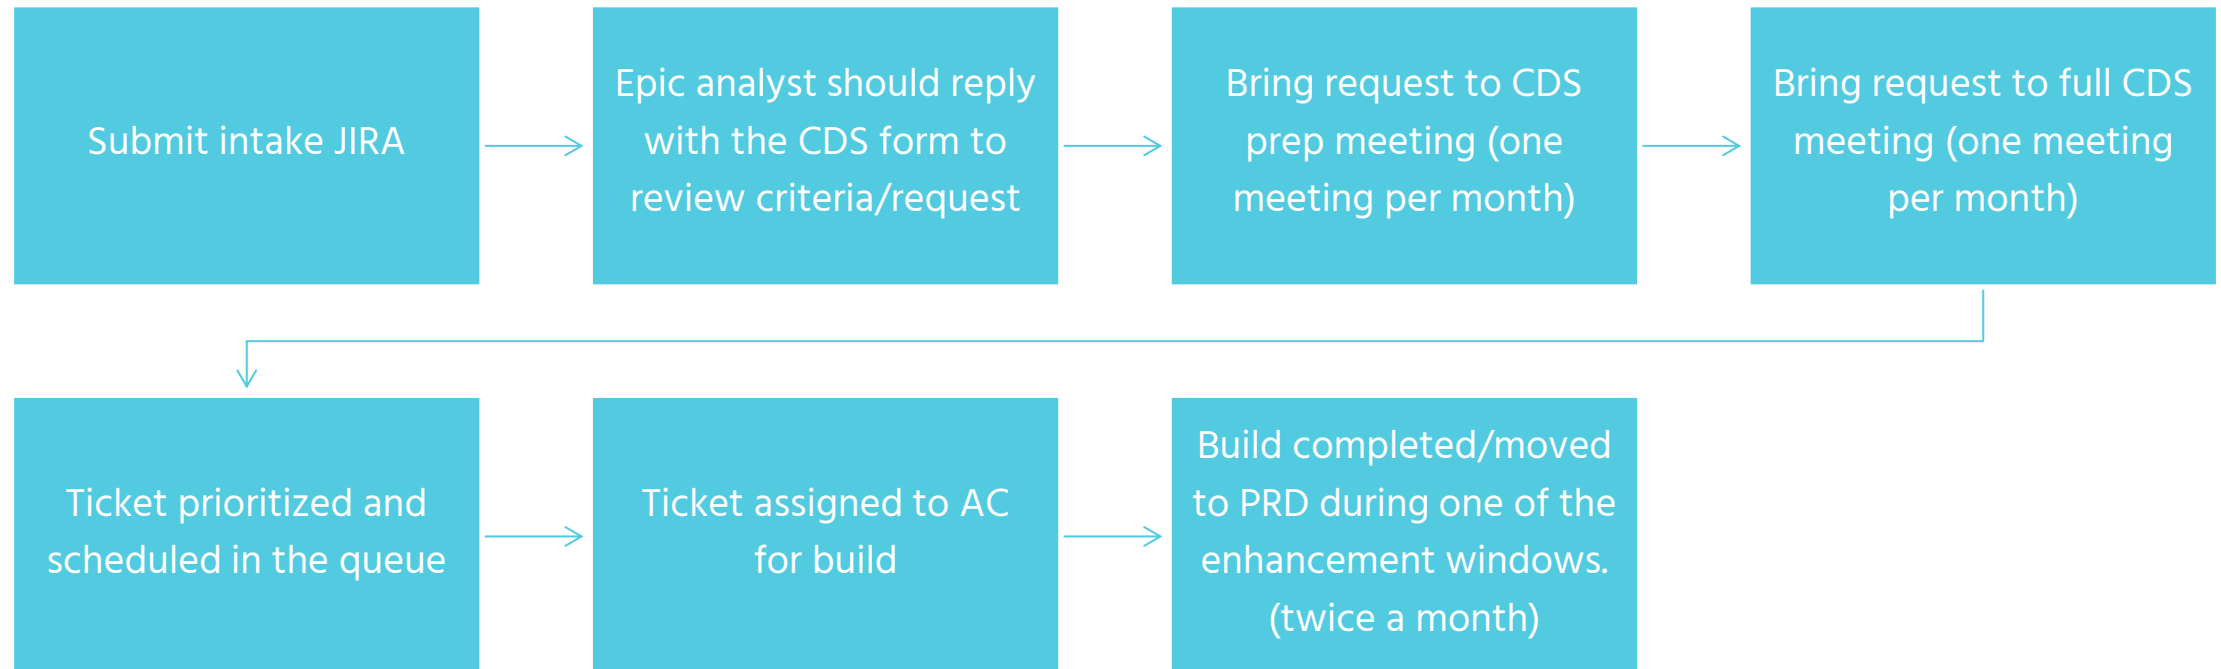 Submit intake JIRA
Epic analyst should reply
with the CDS form to
review criteria/request
Bring request to CDS
prep meeting (one
meeting per month)
Bring request to full CDS
meeting (one meeting
per month)
Ticket prioritized and
scheduled in the queue
Ticket assigned to AC
for build
Build completed/moved
to PRD during one of the
enhancement windows.
(twice a month)